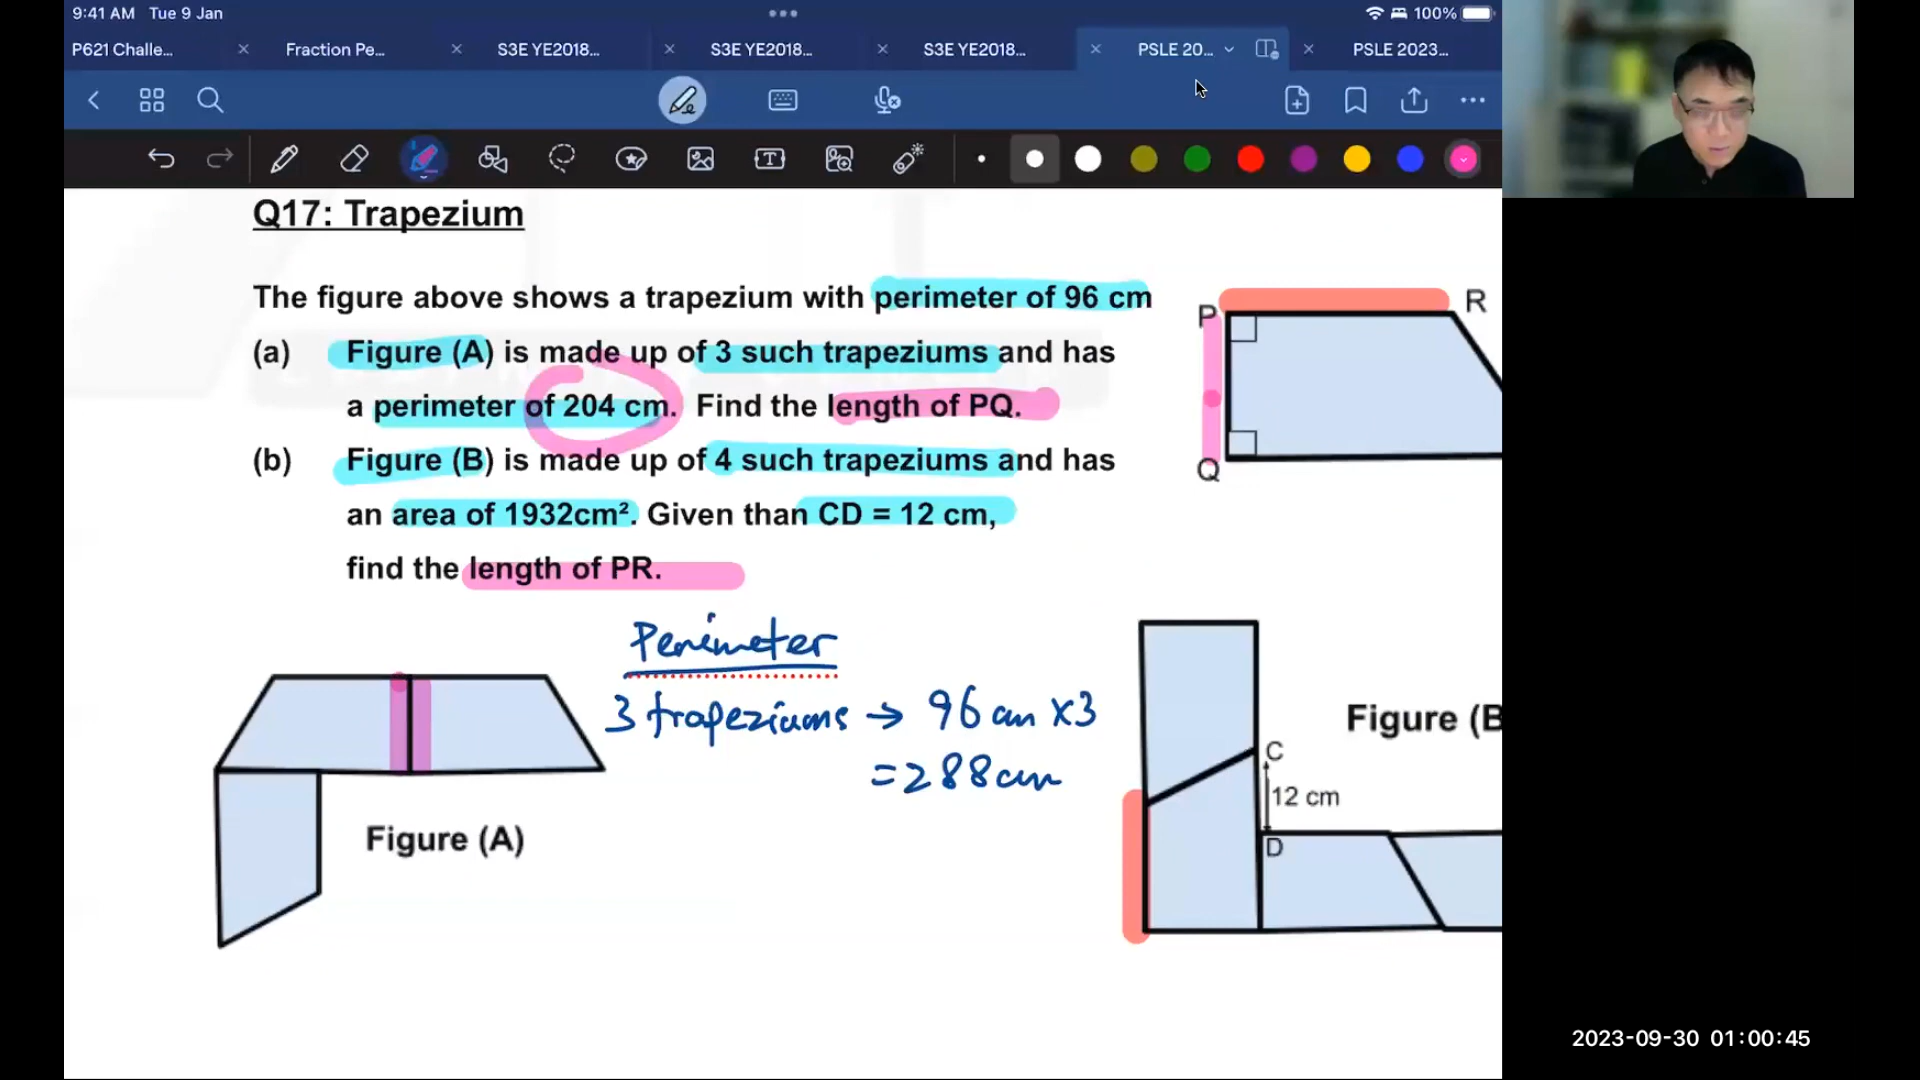 9:41 AM Tue 9 Jan
100%
P621 Challe...
Fraction Pe...
S3E YE2018...
S3E YE2018...
S3E YE2018...
PSLE 20...
PSLE 2023...
Q17: Trapezium
The figure above shows a trapezium with perimeter of 96 cm
(a) Figure (A) is made up of 3 such trapeziums and has
a perimeter of 204 cm. Find the length of PQ.
(b) Figure (B) is made up of 4 such trapeziums and has
an area of 1932cm². Given than CD = 12 cm,
find the length of PR.
P
R
Q
Perimeter
3 trapeziums → 96 cm x3
= 288 cm
Figure (A)
Figure (B
C
12 cm
D
2023-09-30 01:00:45